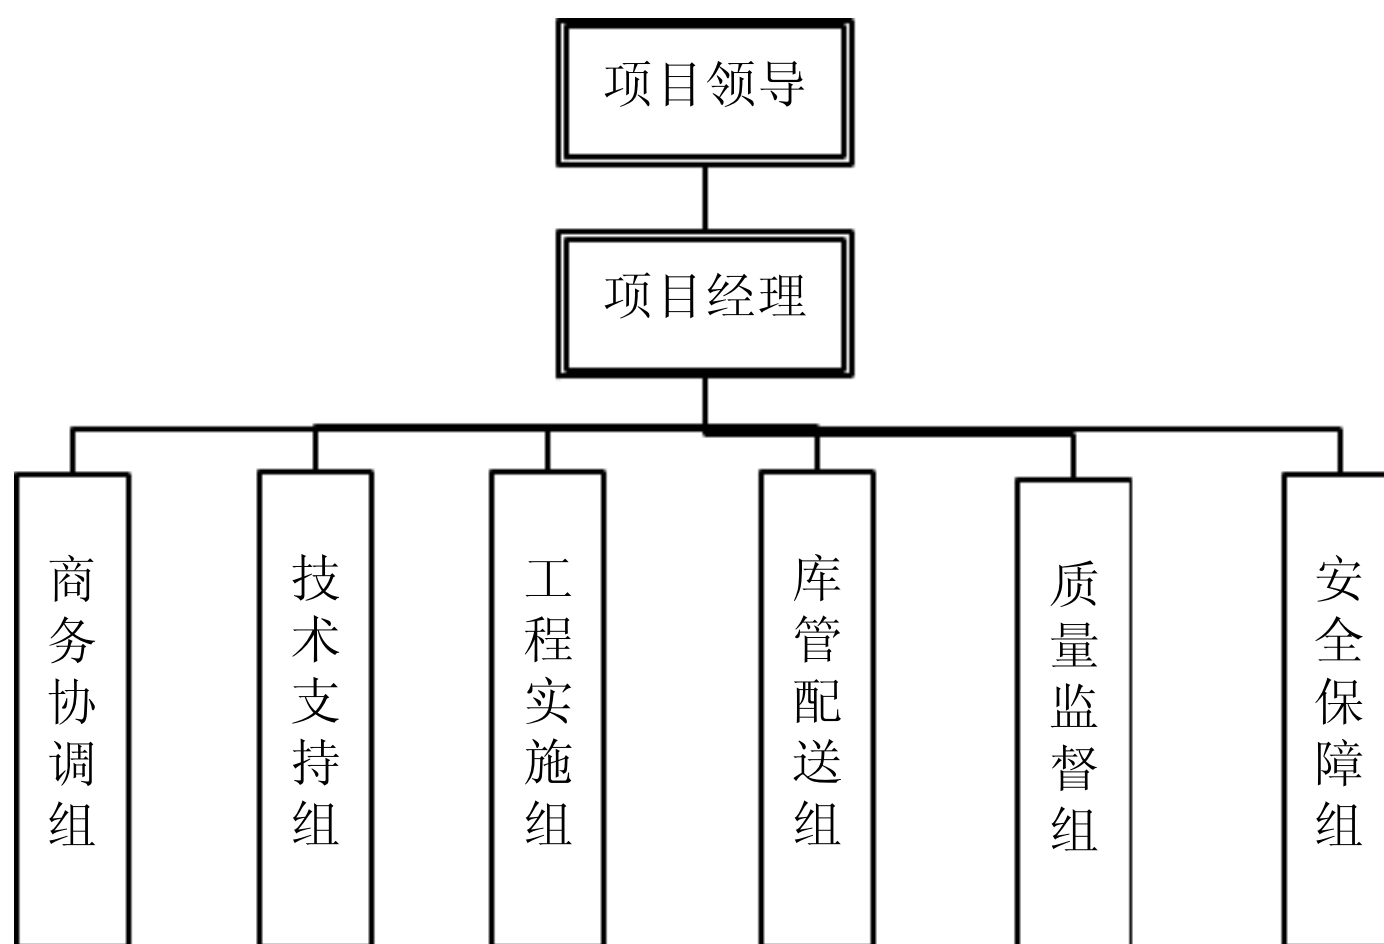 项目领导
项目经理
商务协调组
技术支持组
工程实施组
库管配送组
质量监督组
安全保障组